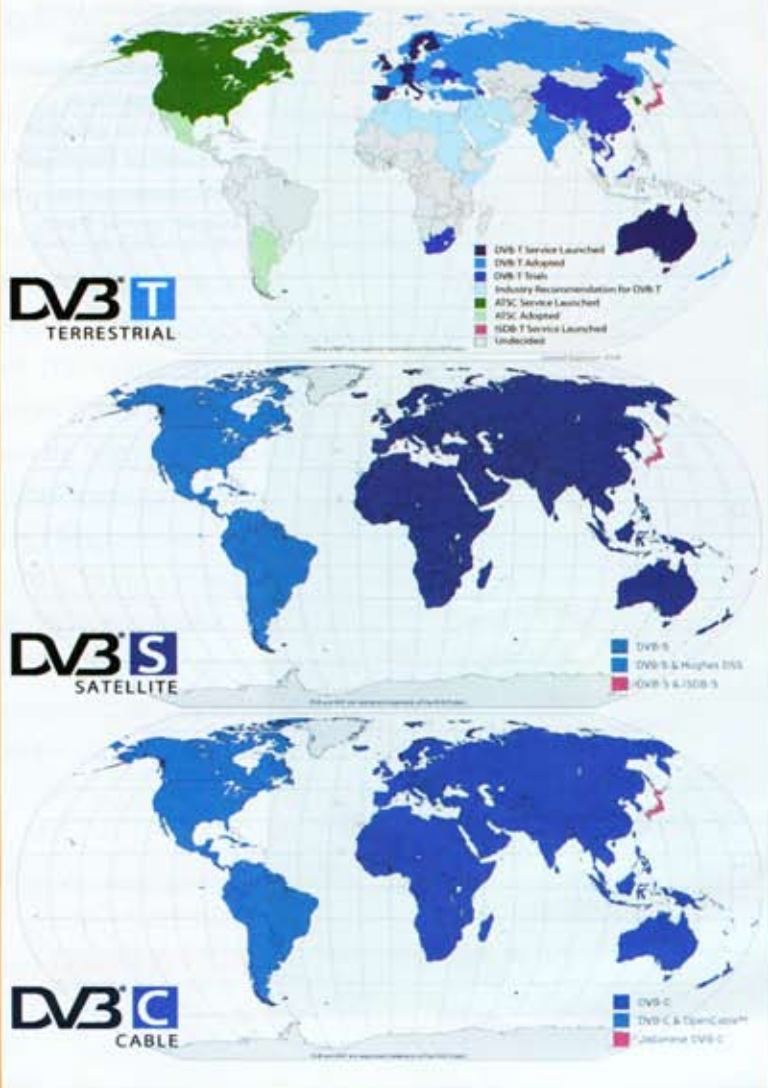 DVB-T Service Launched
DVB-T Adopted
DVB-T Trials
Industry Recommendation for DVB-T
ATSC Service Launched
ATSC Adopted
ISDB-T Service Launched
Undecided
DVB T
TERRESTRIAL
DVB-S
DVB-S & Hughes DSS
DVB-S & ISDB-S
DVB S
SATELLITE
DVB-C
DVB-C & OpenCable™
Japanese DVB-C
DVB C
CABLE